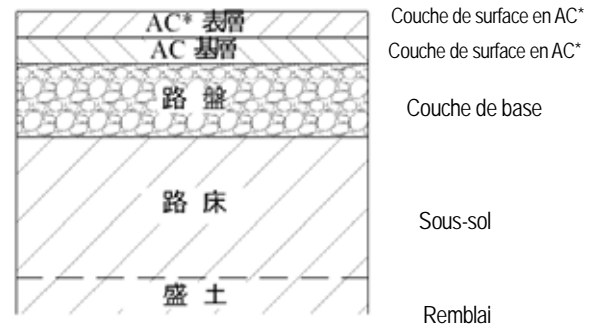 AC* 表層 Couche de surface en AC*
AC 基層 Couche de surface en AC*
路 盤 Couche de base
路 床 Sous-sol
盛 土 Remblai